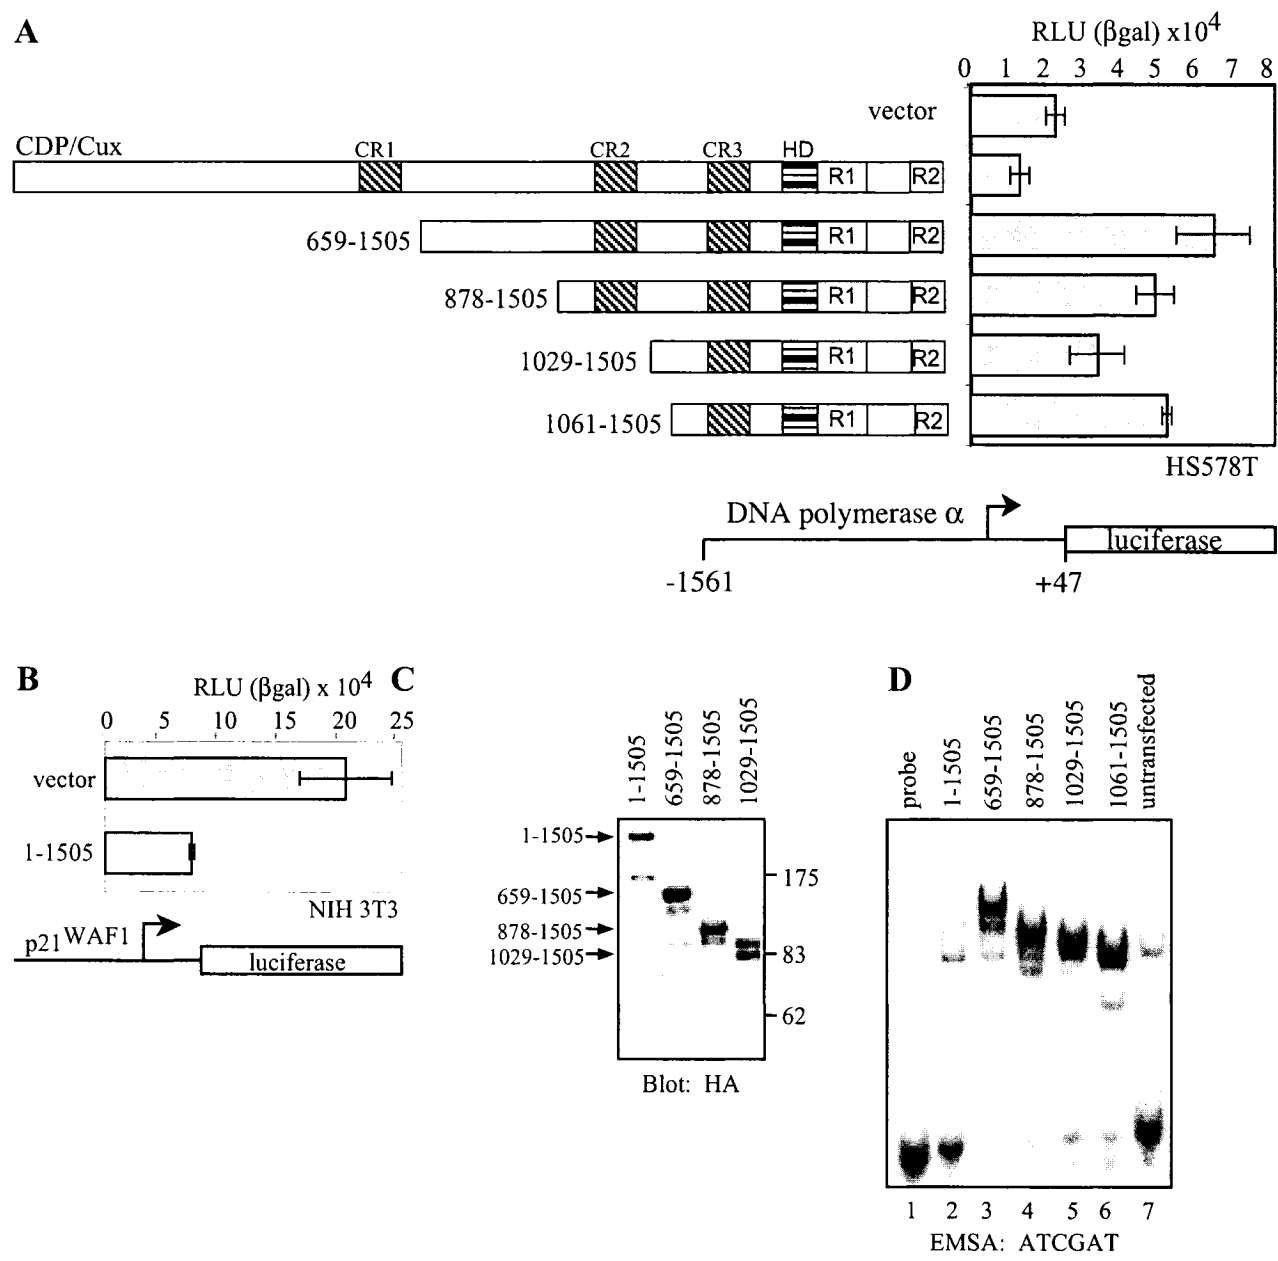 A
RLU (βgal) x10^4
0 1 2 3 4 5 6 7 8
vector
CDP/Cux
CR1 CR2 CR3 HD
R1 R2
659-1505 R1 R2
878-1505 R1 R2
1029-1505 R1 R2
1061-1505 R1 R2
HS578T
DNA polymerase α
luciferase
-1561 +47
B
RLU (βgal) x 10^4
0 5 10 15 20 25
vector
1-1505
NIH 3T3
p21^WAF1
luciferase
C
1-1505
659-1505
878-1505
1029-1505
1-1505
659-1505
878-1505
1029-1505
175
83
62
Blot: HA
D
probe
1-1505
659-1505
878-1505
1029-1505
1061-1505
untransfected
1 2 3 4 5 6 7
EMSA: ATCGAT